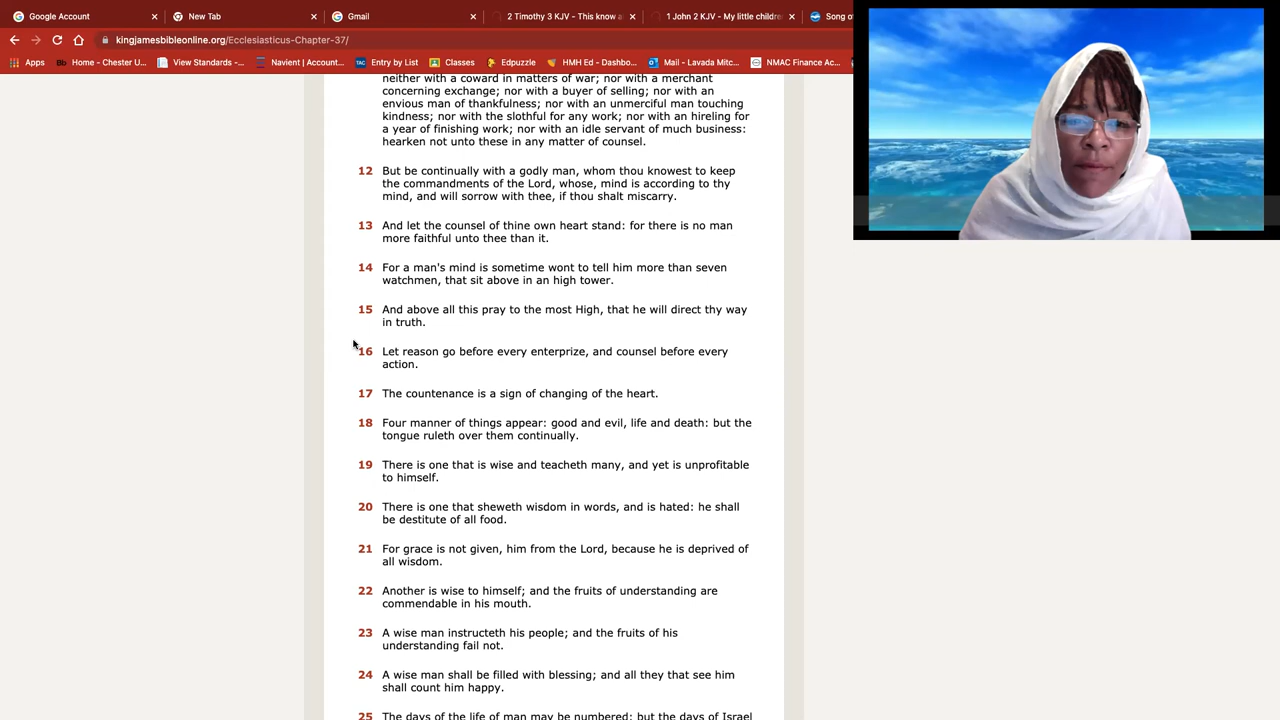 Google Account
New Tab
Gmail
2 Timothy 3 KJV - This know a
1 John 2 KJV - My little childre
Song of
kingjamesbibleonline.org/Ecclesiasticus-Chapter-37/
Apps
Bb Home - Chester U...
View Standards -...
Navient | Account...
TAC Entry by List
Classes
Edpuzzle
HMH Ed - Dashbo...
Mail - Lavada Mitc...
NMAC Finance Ac...
neither with a coward in matters of war; nor with a merchant
concerning exchange; nor with a buyer of selling; nor with an
envious man of thankfulness; nor with an unmerciful man touching
kindness; nor with the slothful for any work; nor with an hireling for
a year of finishing work; nor with an idle servant of much business:
hearken not unto these in any matter of counsel.
12 But be continually with a godly man, whom thou knowest to keep
the commandments of the Lord, whose, mind is according to thy
mind, and will sorrow with thee, if thou shalt miscarry.
13 And let the counsel of thine own heart stand: for there is no man
more faithful unto thee than it.
14 For a man's mind is sometime wont to tell him more than seven
watchmen, that sit above in an high tower.
15 And above all this pray to the most High, that he will direct thy way
in truth.
16 Let reason go before every enterprize, and counsel before every
action.
17 The countenance is a sign of changing of the heart.
18 Four manner of things appear: good and evil, life and death: but the
tongue ruleth over them continually.
19 There is one that is wise and teacheth many, and yet is unprofitable
to himself.
20 There is one that sheweth wisdom in words, and is hated: he shall
be destitute of all food.
21 For grace is not given, him from the Lord, because he is deprived of
all wisdom.
22 Another is wise to himself; and the fruits of understanding are
commendable in his mouth.
23 A wise man instructeth his people; and the fruits of his
understanding fail not.
24 A wise man shall be filled with blessing; and all they that see him
shall count him happy.
25 The days of the life of man may be numbered: but the days of Israel